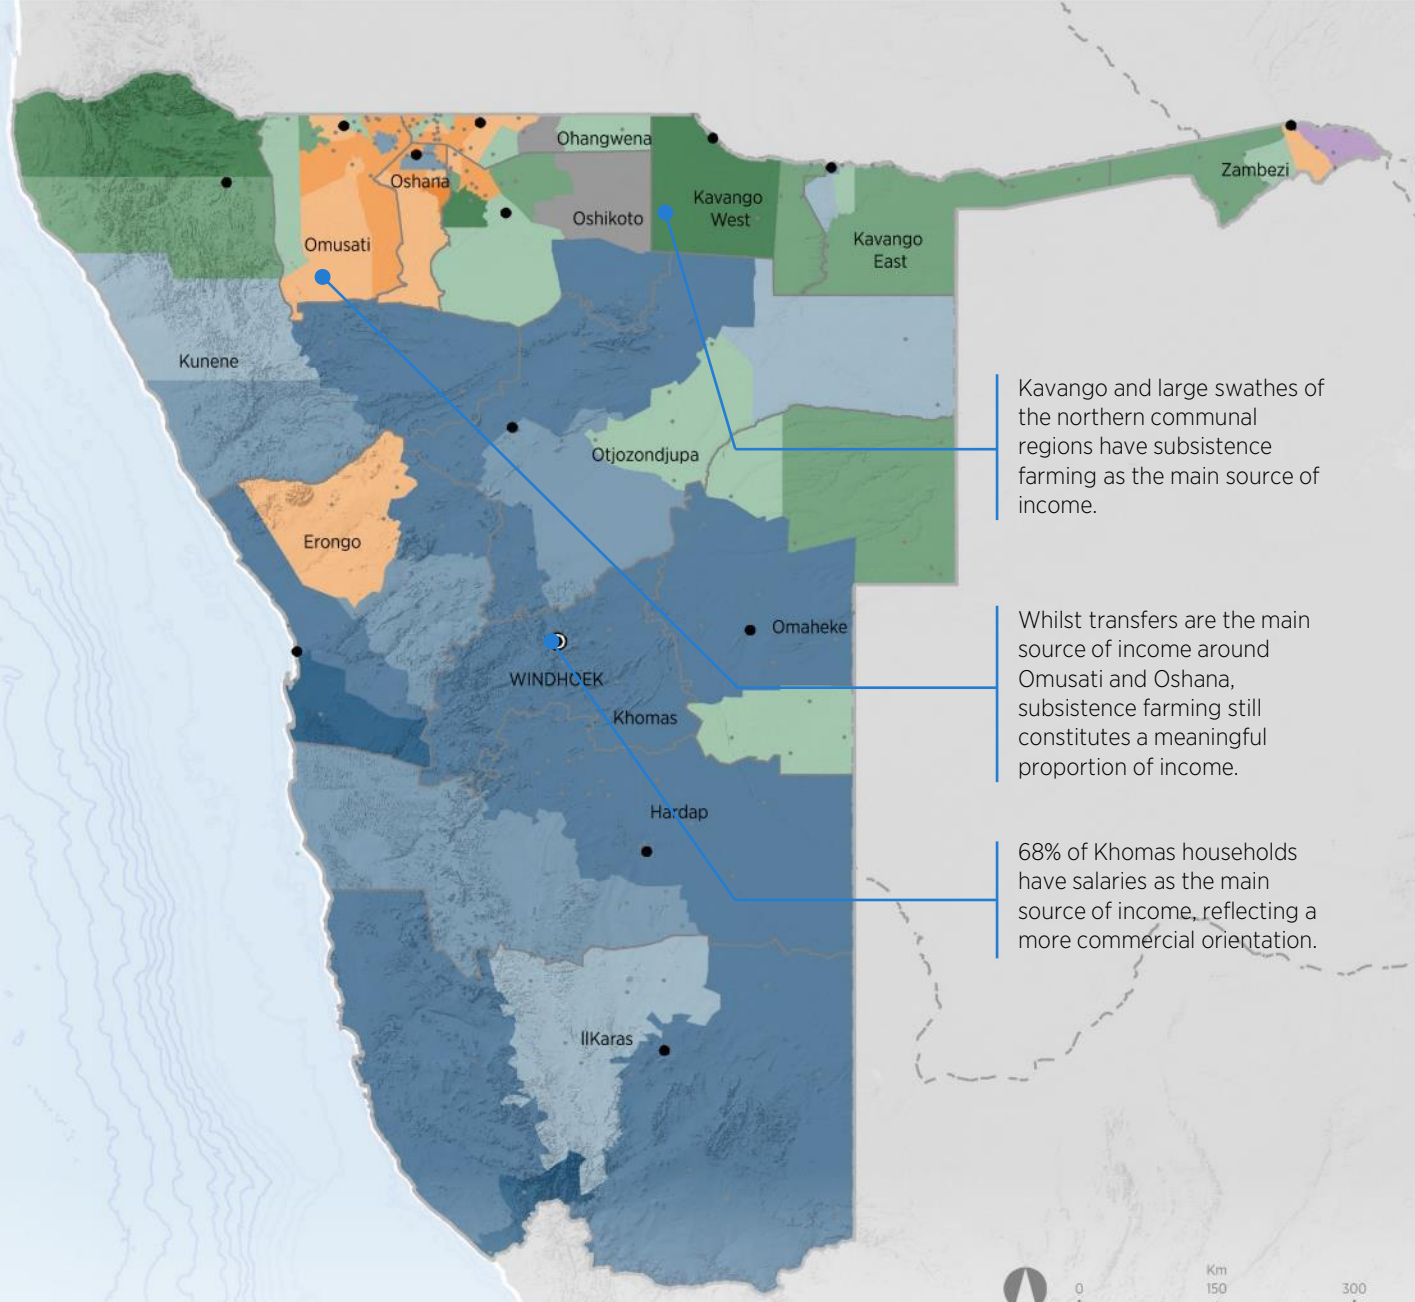 Ohangwena
Oshana
Oshikoto
Kavango
West
Zambezi
Omusati
Kavango
East
Kunene
Otjozondjupa
Erongo
Omaheke
WINDHOEK
Khomas
Hardap
IIKaras
Kavango and large swathes of
the northern communal
regions have subsistence
farming as the main source of
income.
Whilst transfers are the main
source of income around
Omusati and Oshana,
subsistence farming still
constitutes a meaningful
proportion of income.
68% of Khomas households
have salaries as the main
source of income, reflecting a
more commercial orientation.
Km
0 150 300